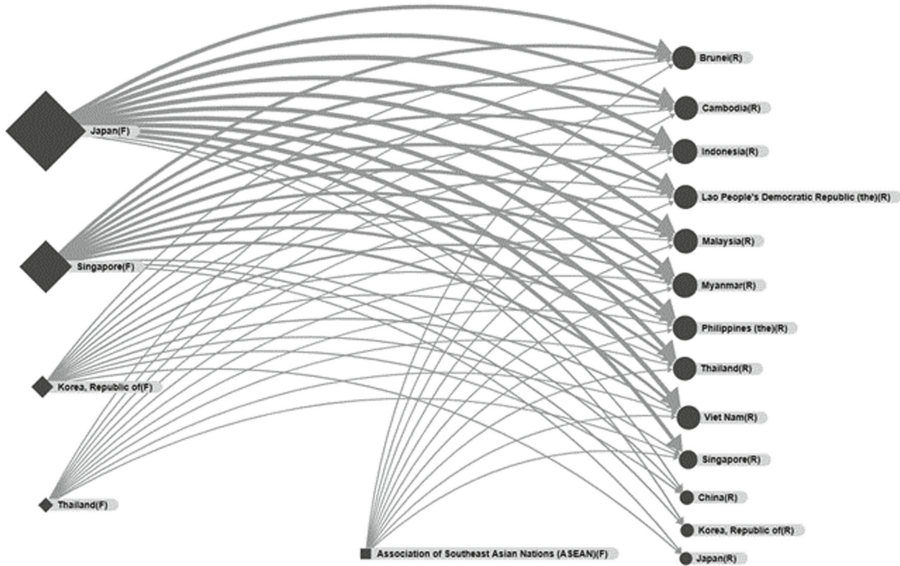 Japan(F)
Singapore(F)
Korea, Republic of(F)
Thailand(F)
Association of Southeast Asian Nations (ASEAN)(F)
Brunei(R)
Cambodia(R)
Indonesia(R)
Lao People's Democratic Republic (the)(R)
Malaysia(R)
Myanmar(R)
Philippines (the)(R)
Thailand(R)
Viet Nam(R)
Singapore(R)
China(R)
Korea, Republic of(R)
Japan(R)